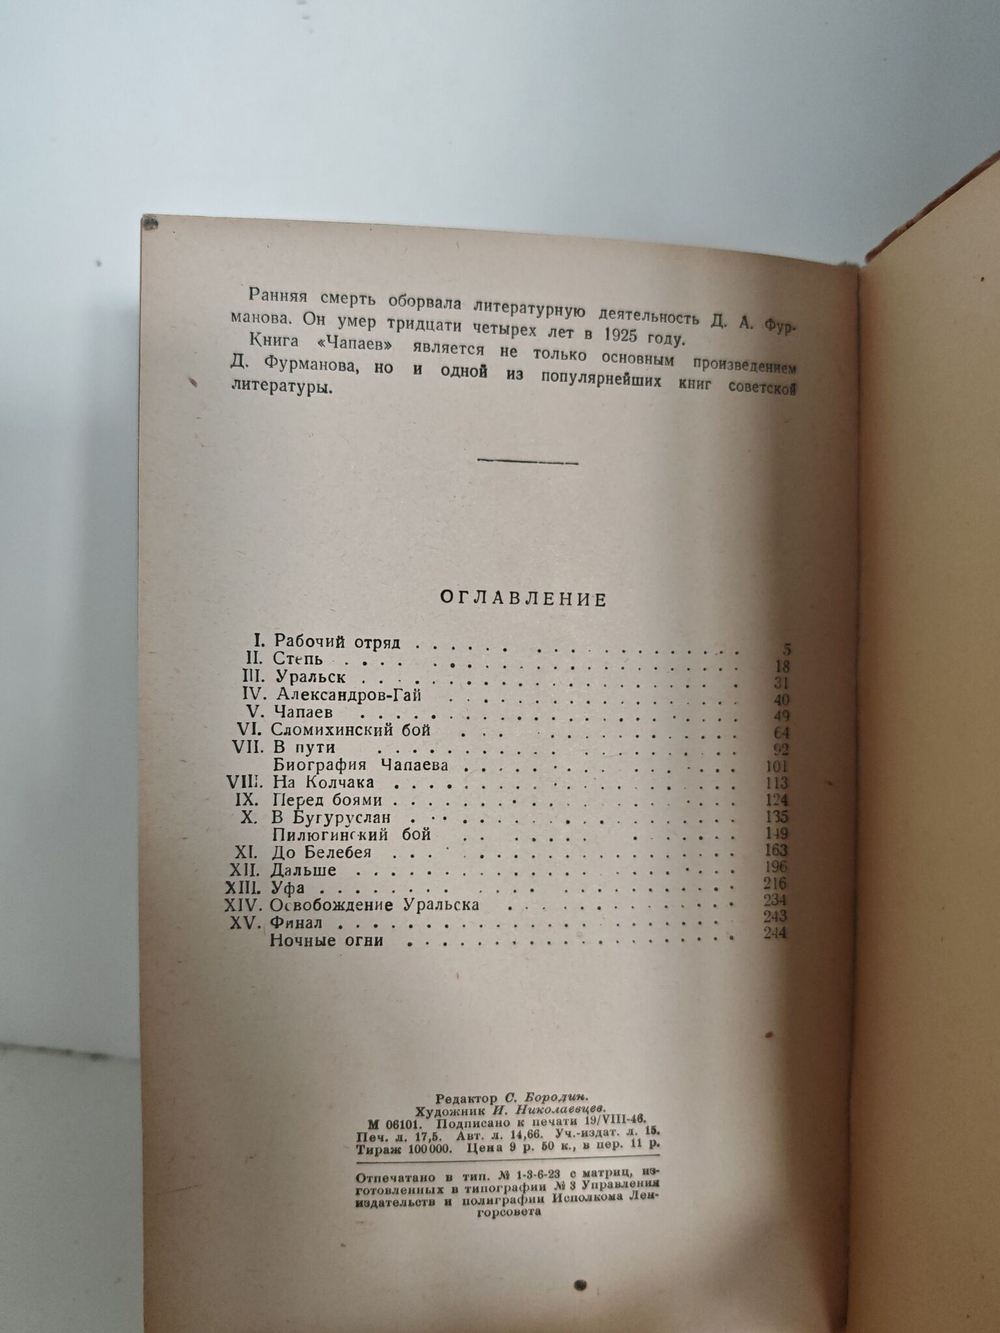 Ранняя смерть оборвала литературную деятельность Д. А. Фур-
манова. Он умер тридцати четырех лет в 1925 году.
Книга «Чапаев» является не только основным произведением
Д. Фурманова, но и одной из популярнейших книг советской
литературы.
ОГЛАВЛЕНИЕ
I. Рабочий отряд . . . . . . . . . . . . . . . . . 5
II. Степь . . . . . . . . . . . . . . . . . . . . 18
III. Уральск . . . . . . . . . . . . . . . . . . . 31
IV. Александров-Гай . . . . . . . . . . . . . . . 40
V. Чапаев . . . . . . . . . . . . . . . . . . . 49
VI. Сломихинский бой . . . . . . . . . . . . . . 64
VII. В пути . . . . . . . . . . . . . . . . . . . 92
Биография Чапаева . . . . . . . . . . . . . . 101
VIII. На Колчака . . . . . . . . . . . . . . . . . 113
IX. Перед боями . . . . . . . . . . . . . . . . . 124
X. В Бугуруслан . . . . . . . . . . . . . . . . 135
Пилюгинский бой . . . . . . . . . . . . . . . 149
XI. До Белебея . . . . . . . . . . . . . . . . . 163
XII. Дальше . . . . . . . . . . . . . . . . . . . 196
XIII. Уфа . . . . . . . . . . . . . . . . . . . . 216
XIV. Освобождение Уральска . . . . . . . . . . . . 234
XV. Финал . . . . . . . . . . . . . . . . . . . . 243
Ночные огни . . . . . . . . . . . . . . . . . 244
Редактор С. Бородин.
Художник И. Николаевцев.
М 06101. Подписано к печати 19/VIII-46.
Печ. л. 17,5. Авт. л. 14,66. Уч.-издат. л. 15.
Тираж 100000. Цена 9 р. 50 к., в пер. 11 р.
Отпечатано в тип. № 1-3-6-23 с матриц, из-
готовленных в типографии № 3 Управления
издательств и полиграфии Исполкома Лен-
горсовета